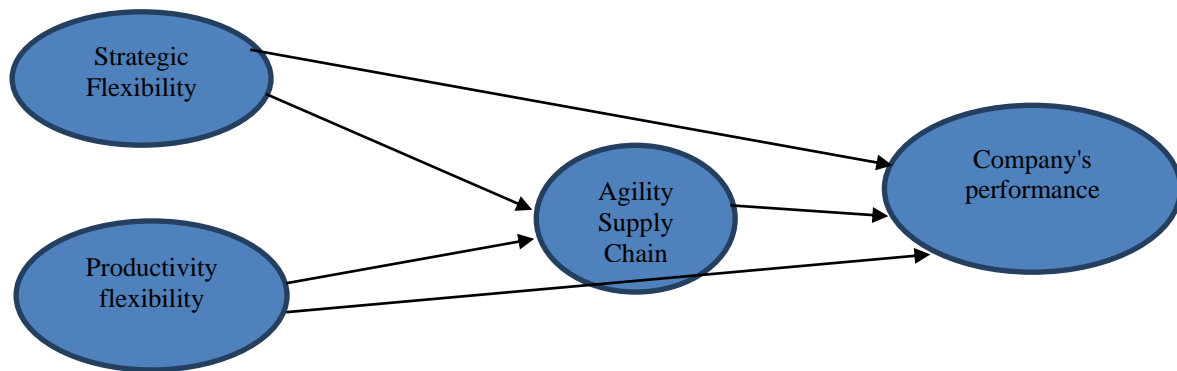 Strategic
Flexibility
Company's
performance
Agility
Supply
Chain
Productivity
flexibility